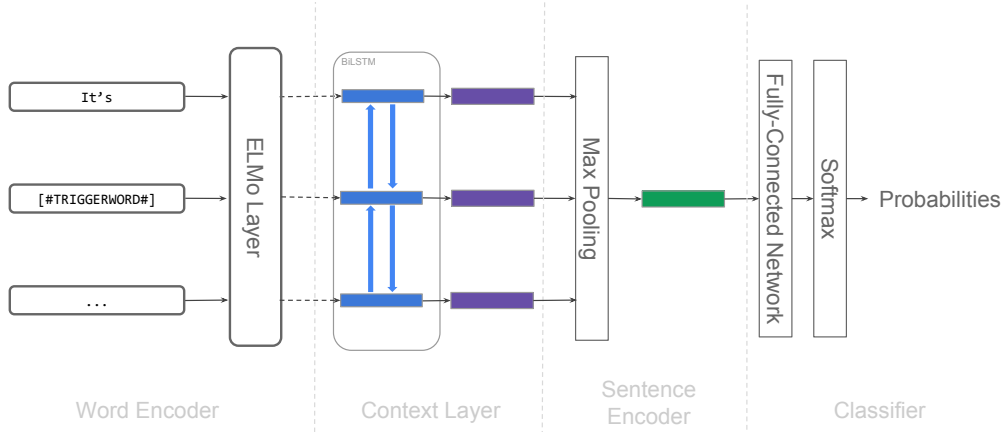 It's
[#TRIGGERWORD#]
...
ELMo Layer
BiLSTM
Max Pooling
Fully-Connected Network
Softmax
Probabilities
Word Encoder
Context Layer
Sentence
Encoder
Classifier